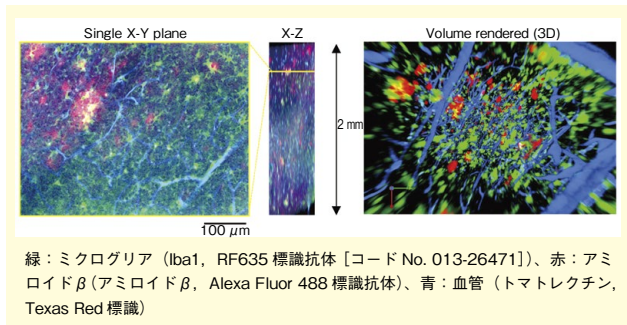 Single X-Y plane
X-Z
Volume rendered (3D)
2 mm
100 μm
緑：ミクログリア（Iba1，RF635 標識抗体［コード No. 013-26471］）、赤：アミ
ロイドβ（アミロイドβ，Alexa Fluor 488 標識抗体）、青：血管（トマトレクチン,
Texas Red 標識）